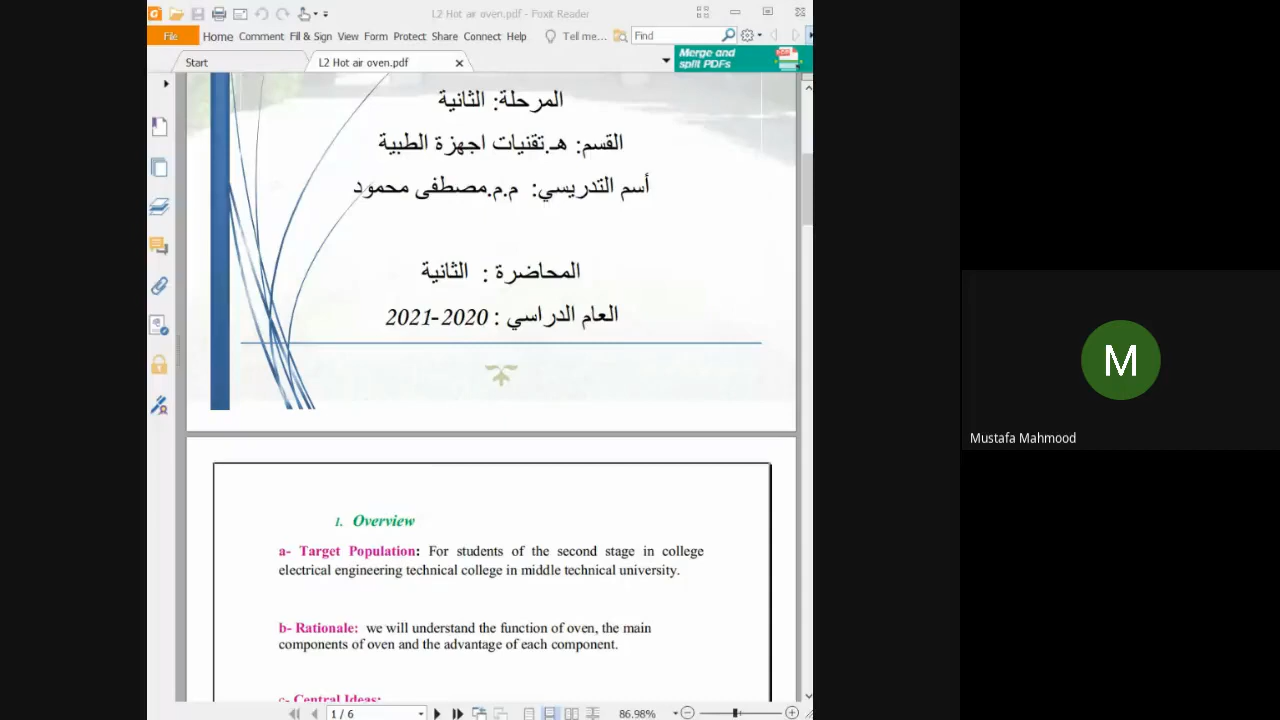 L2 Hot air oven.pdf - Foxit Reader
File Home Comment Fill & Sign View Form Protect Share Connect Help Tell me... Find
Start L2 Hot air oven.pdf Merge and split PDFs
المرحلة: الثانية
القسم: هـ.تقنيات اجهزة الطبية
أسم التدريسي: م.م.مصطفى محمود
المحاضرة : الثانية
العام الدراسي : 2020-2021
1. Overview
a- Target Population: For students of the second stage in college
electrical engineering technical college in middle technical university.
b- Rationale: we will understand the function of oven, the main
components of oven and the advantage of each component.
c- Central Ideas:
1 / 6 86.98%
M
Mustafa Mahmood